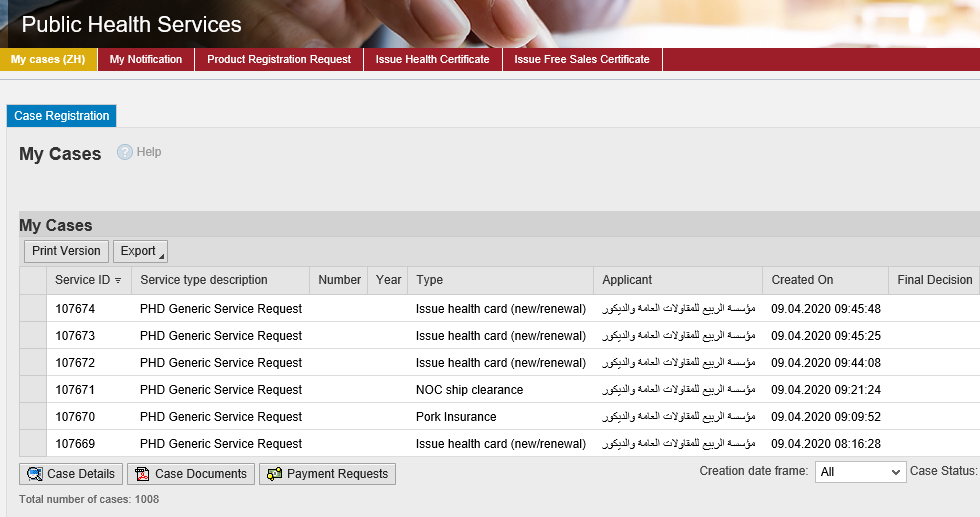 Public Health Services
My cases (ZH) My Notification Product Registration Request Issue Health Certificate Issue Free Sales Certificate
Case Registration
My Cases Help
My Cases
Print Version Export
Service ID Service type description Number Year Type Applicant Created On Final Decision
107674 PHD Generic Service Request Issue health card (new/renewal) مؤسسة الربيع للمقاولات العامة والديكور 09.04.2020 09:45:48
107673 PHD Generic Service Request Issue health card (new/renewal) مؤسسة الربيع للمقاولات العامة والديكور 09.04.2020 09:45:25
107672 PHD Generic Service Request Issue health card (new/renewal) مؤسسة الربيع للمقاولات العامة والديكور 09.04.2020 09:44:08
107671 PHD Generic Service Request NOC ship clearance مؤسسة الربيع للمقاولات العامة والديكور 09.04.2020 09:21:24
107670 PHD Generic Service Request Pork Insurance مؤسسة الربيع للمقاولات العامة والديكور 09.04.2020 09:09:52
107669 PHD Generic Service Request Issue health card (new/renewal) مؤسسة الربيع للمقاولات العامة والديكور 09.04.2020 08:16:28
Case Details Case Documents Payment Requests Creation date frame: All Case Status:
Total number of cases: 1008